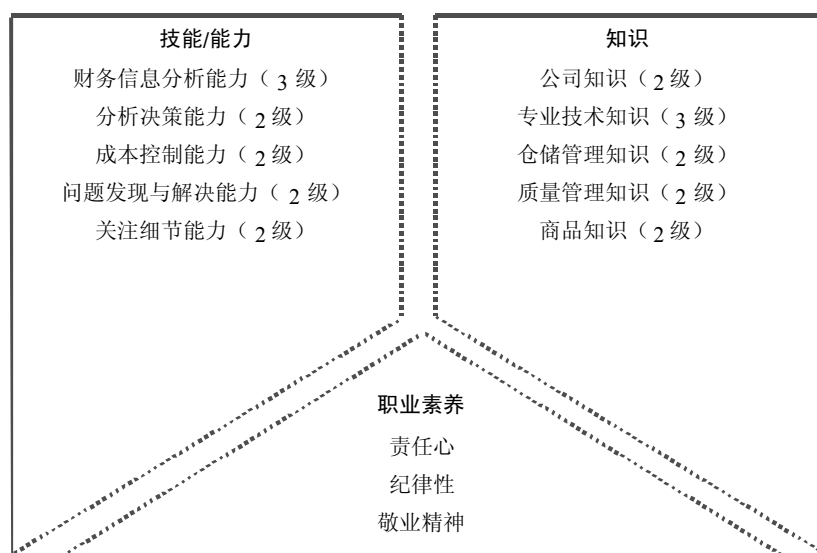 技能/能力
财务信息分析能力（3 级）
分析决策能力（2 级）
成本控制能力（2 级）
问题发现与解决能力（2 级）
关注细节能力（2 级）
知识
公司知识（2 级）
专业技术知识（3 级）
仓储管理知识（2 级）
质量管理知识（2 级）
商品知识（2 级）
职业素养
责任心
纪律性
敬业精神